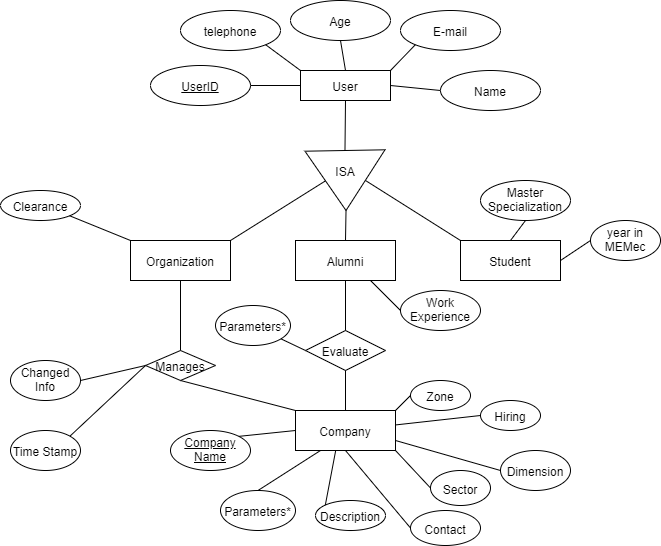 Age
telephone
E-mail
UserID
User
Name
ISA
Clearance
Master
Specialization
year in
MEMec
Organization
Alumni
Student
Work
Experience
Parameters*
Evaluate
Manages
Changed
Info
Zone
Hiring
Company
Company
Name
Time Stamp
Dimension
Sector
Parameters*
Description
Contact